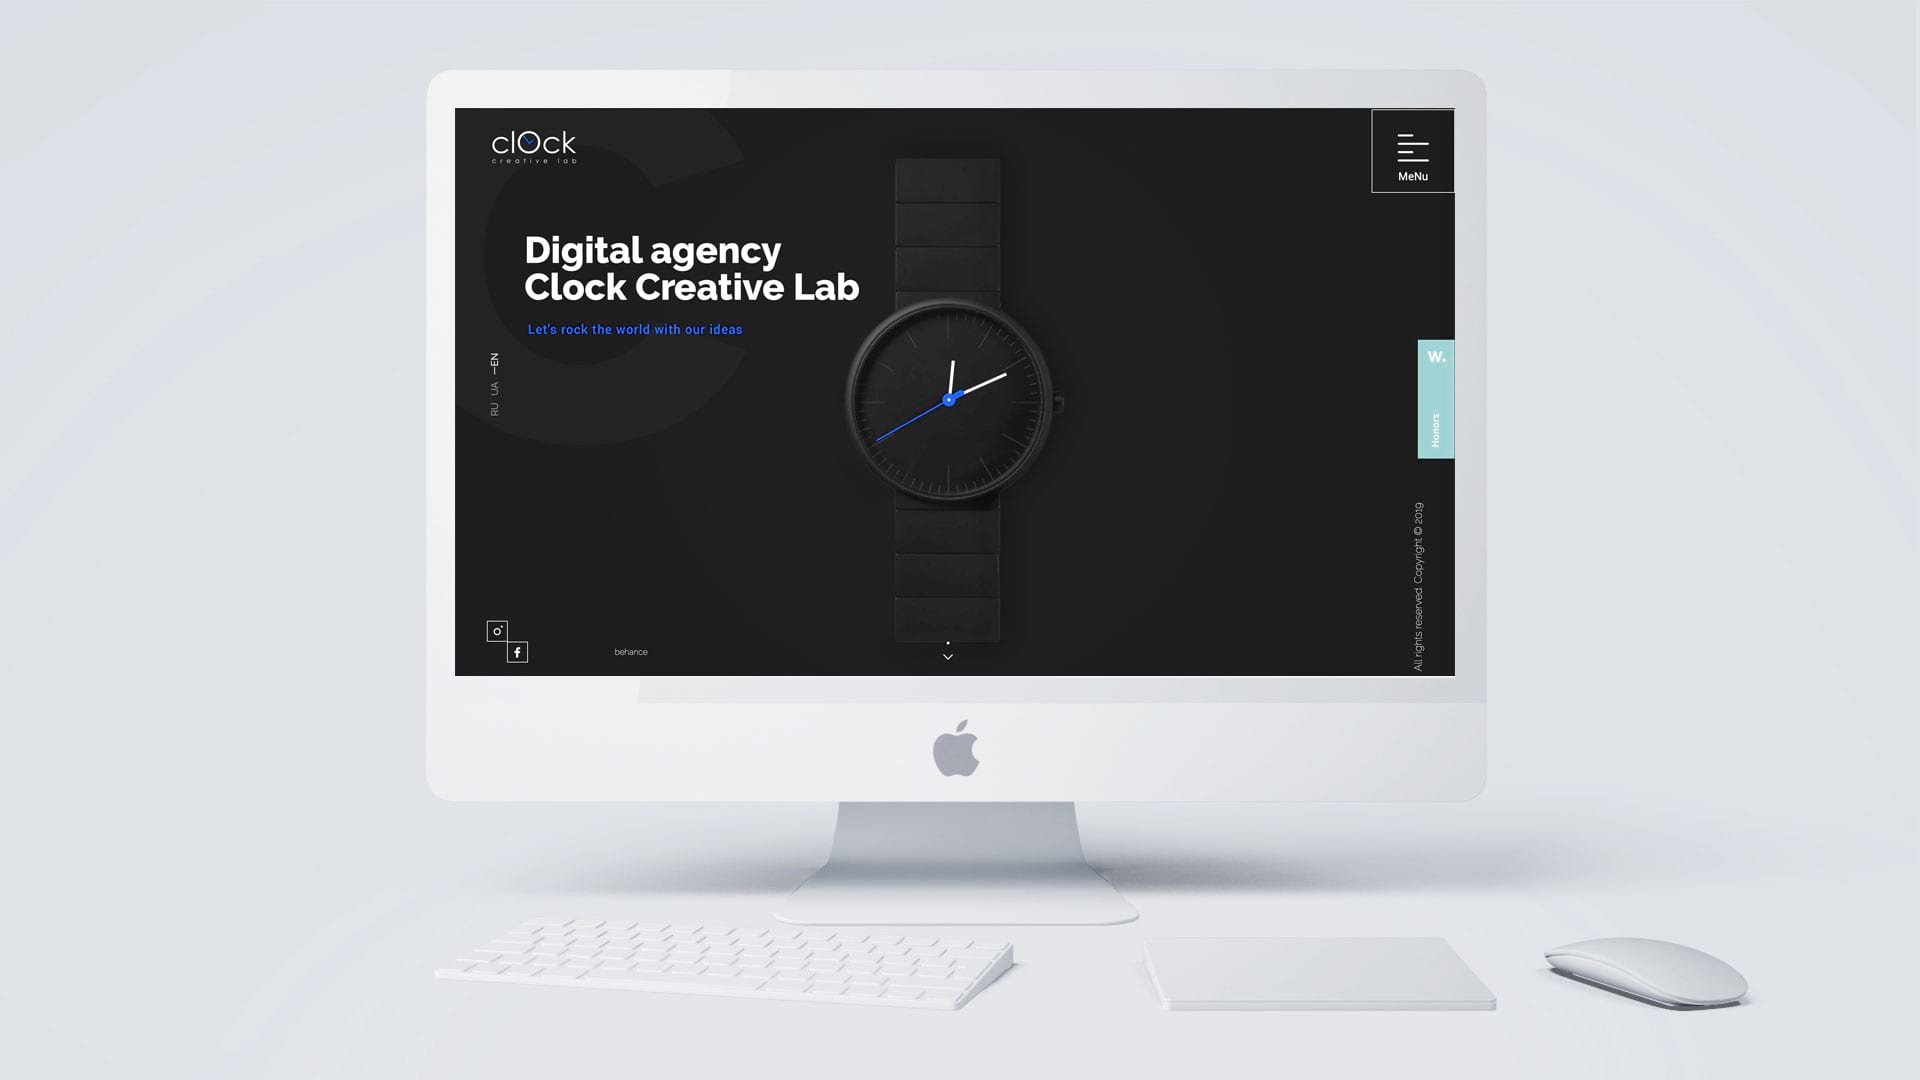 clOck
creative lab
MeNu
Digital agency
Clock Creative Lab
Let's rock the world with our ideas
RU UA —EN
W.
Honors
All rights reserved. Copyright © 2019
behance